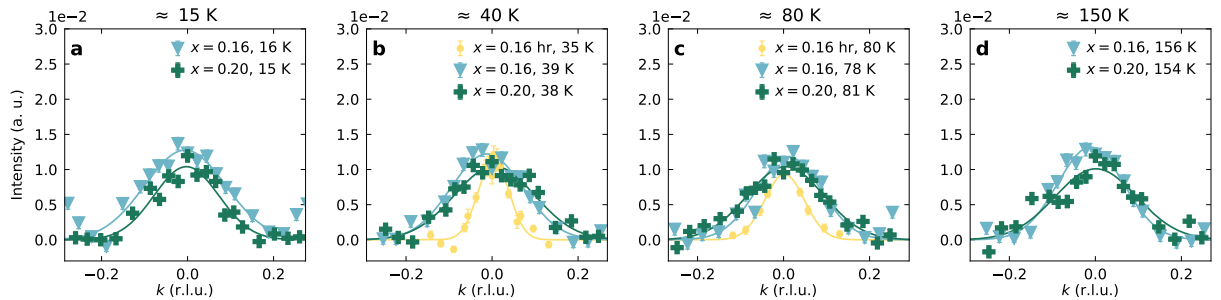 ≈ 15 K
1e−2
a
x = 0.16, 16 K
x = 0.20, 15 K
3.0
2.5
2.0
1.5
1.0
0.5
0.0
Intensity (a. u.)
−0.2 0.0 0.2
k (r.l.u.)
≈ 40 K
1e−2
b
x = 0.16 hr, 35 K
x = 0.16, 39 K
x = 0.20, 38 K
3.0
2.5
2.0
1.5
1.0
0.5
0.0
−0.2 0.0 0.2
k (r.l.u.)
≈ 80 K
1e−2
c
x = 0.16 hr, 80 K
x = 0.16, 78 K
x = 0.20, 81 K
3.0
2.5
2.0
1.5
1.0
0.5
0.0
−0.2 0.0 0.2
k (r.l.u.)
≈ 150 K
1e−2
d
x = 0.16, 156 K
x = 0.20, 154 K
3.0
2.5
2.0
1.5
1.0
0.5
0.0
−0.2 0.0 0.2
k (r.l.u.)